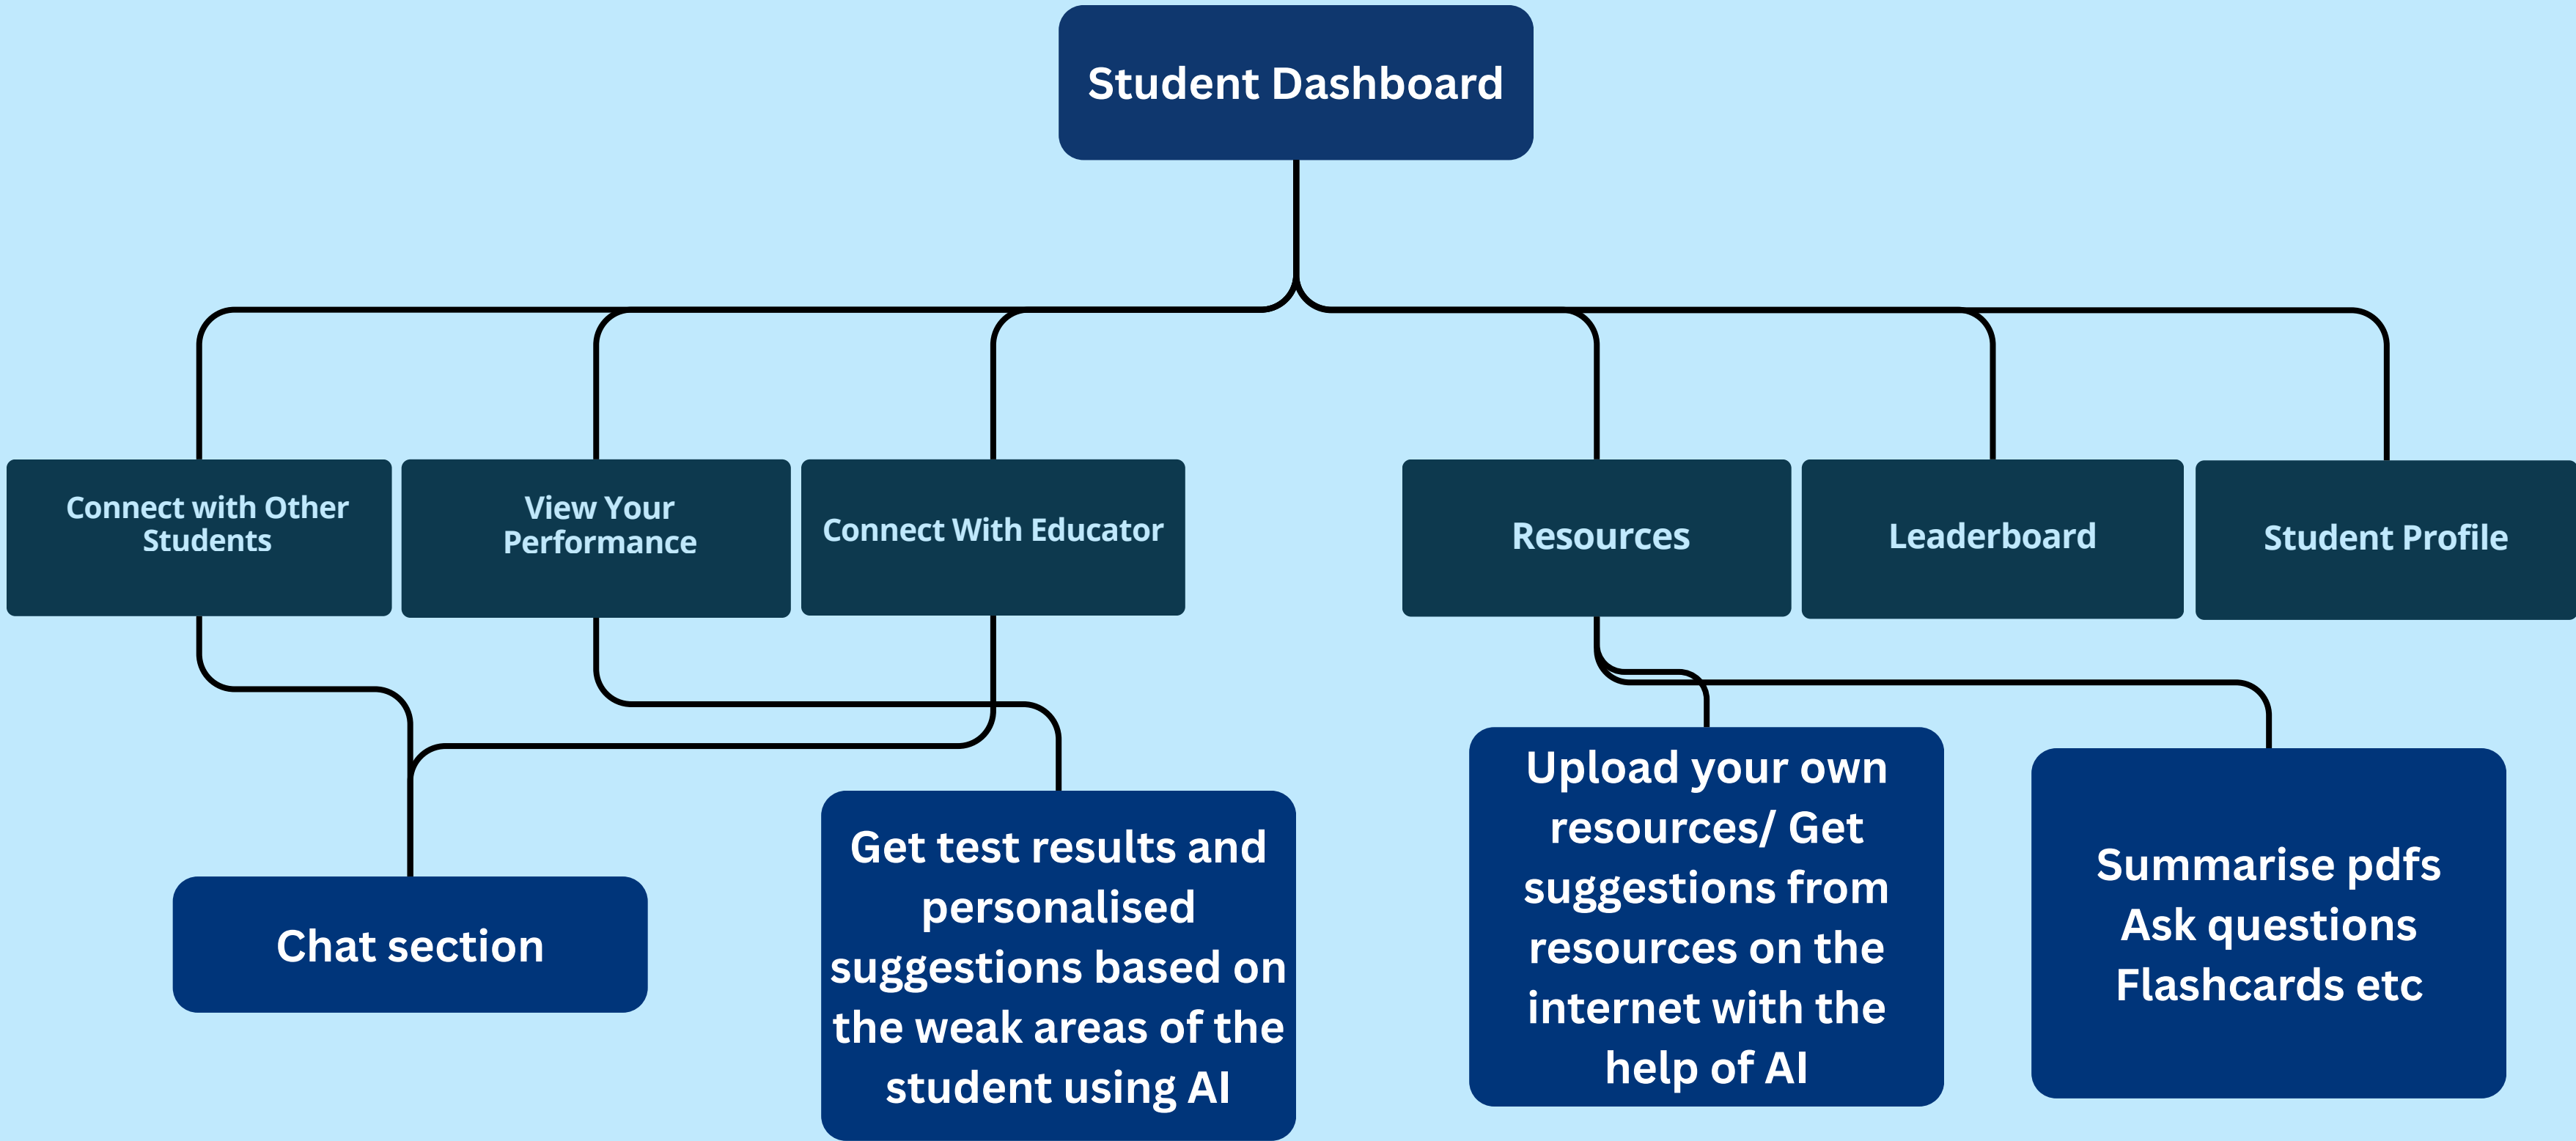 Student Dashboard
Connect with Other
Students
View Your
Performance
Connect With Educator
Resources
Leaderboard
Student Profile
Chat section
Get test results and
personalised
suggestions based on
the weak areas of the
student using AI
Upload your own
resources/ Get
suggestions from
resources on the
internet with the
help of AI
Summarise pdfs
Ask questions
Flashcards etc